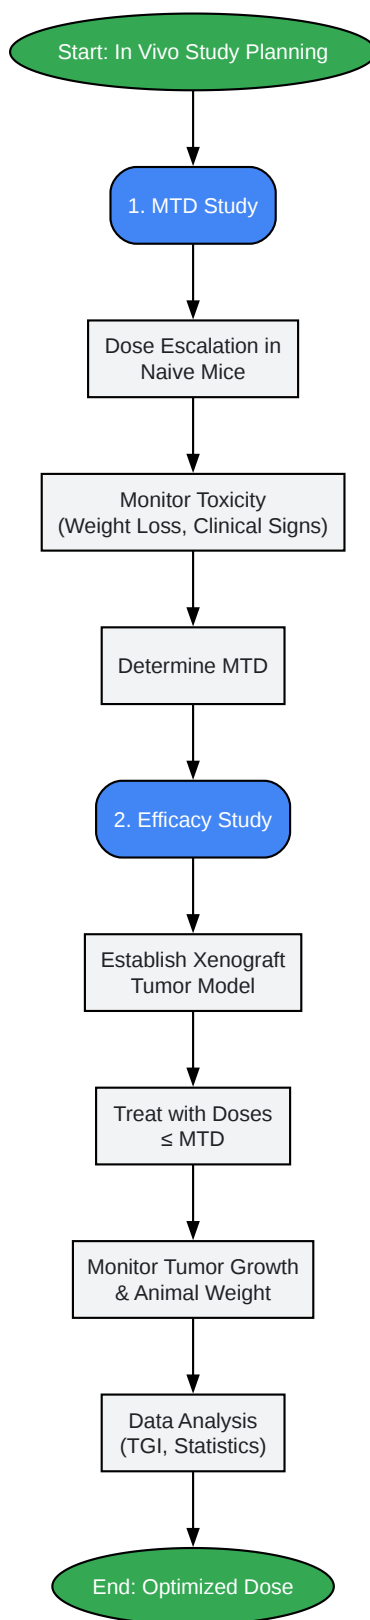 Start: In Vivo Study Planning
1. MTD Study
Dose Escalation in
Naive Mice
Monitor Toxicity
(Weight Loss, Clinical Signs)
Determine MTD
2. Efficacy Study
Establish Xenograft
Tumor Model
Treat with Doses
≤ MTD
Monitor Tumor Growth
& Animal Weight
Data Analysis
(TGI, Statistics)
End: Optimized Dose